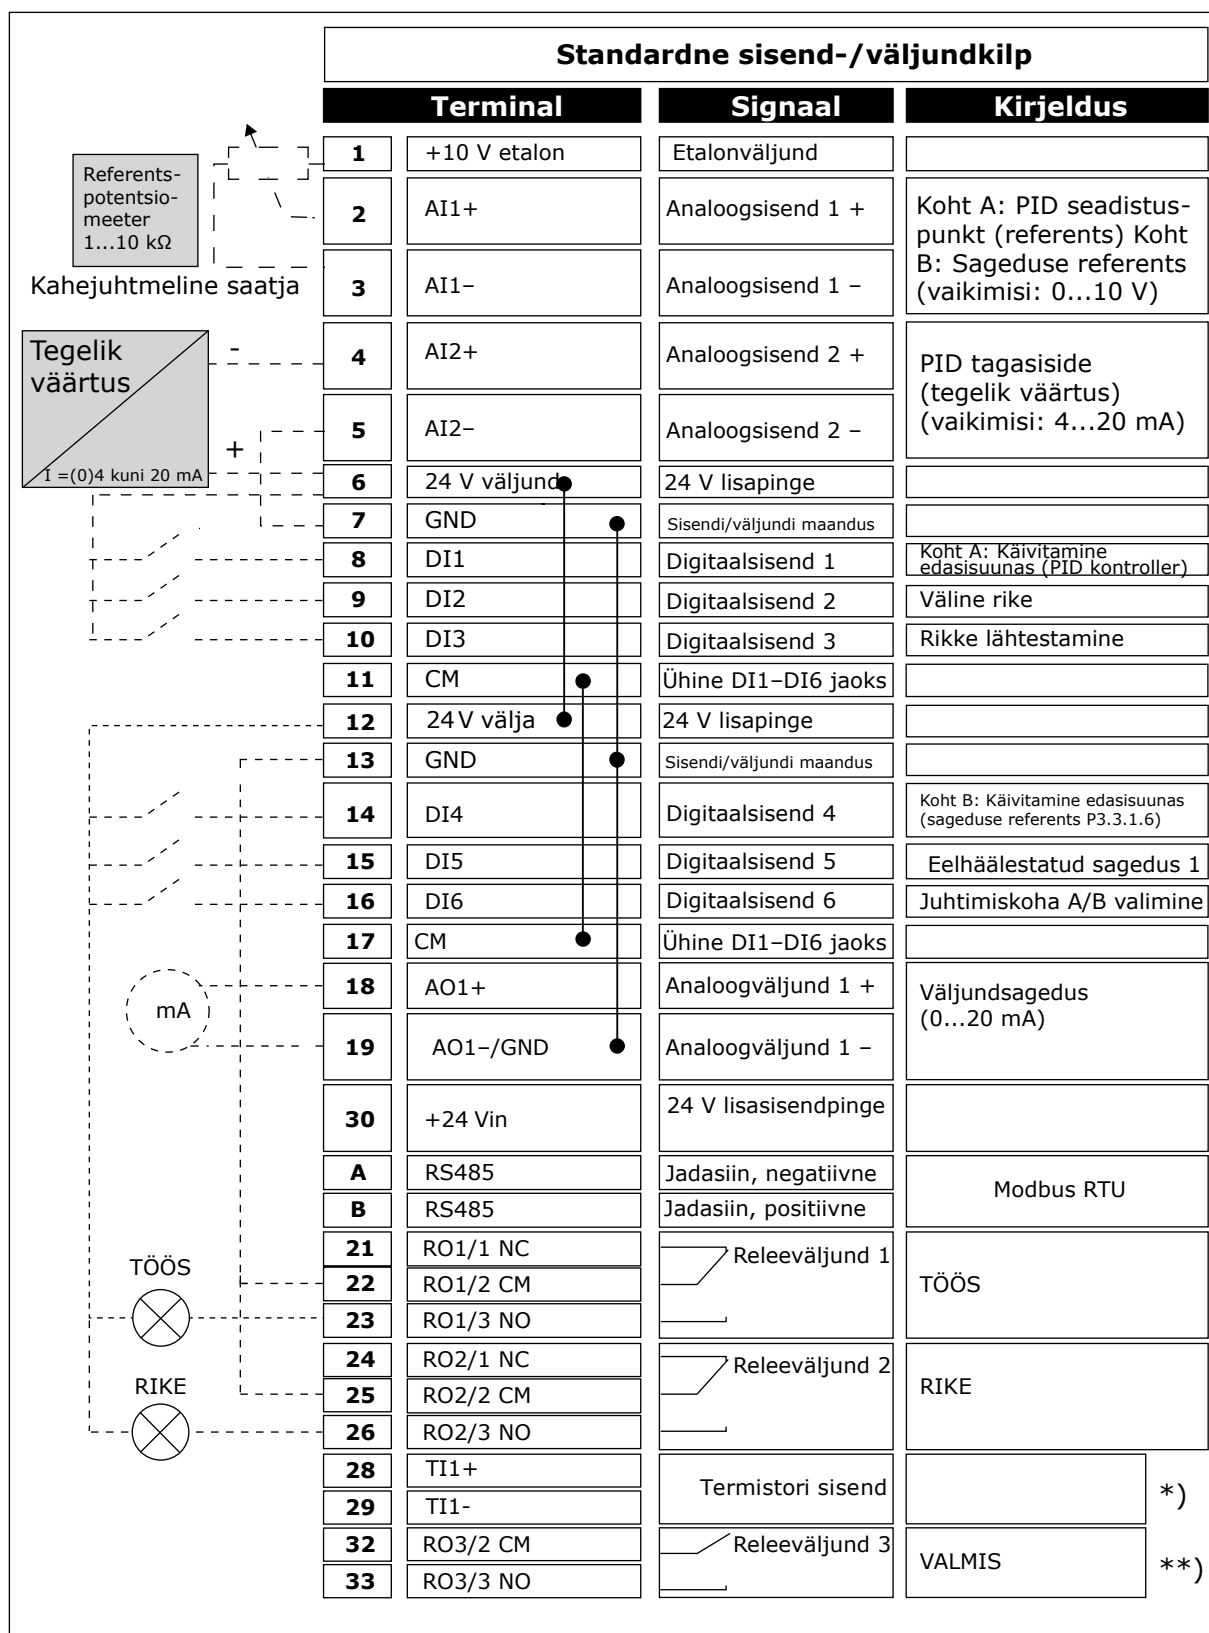 Standardne sisend-/väljundkilp
Terminal Signaal Kirjeldus
Referents-
potentsio-
meeter
1...10 kΩ
Kahejuhtmeline saatja
Tegelik
väärtus
-
+
I =(0)4 kuni 20 mA
1 +10 V etalon Etalonväljund
2 AI1+ Analoogsisend 1 +
3 AI1– Analoogsisend 1 –
Koht A: PID seadistus-
punkt (referents) Koht
B: Sageduse referents
(vaikimisi: 0...10 V)
4 AI2+ Analoogsisend 2 +
5 AI2– Analoogsisend 2 –
PID tagasiside
(tegelik väärtus)
(vaikimisi: 4...20 mA)
6 24 V väljund 24 V lisapinge
7 GND Sisendi/väljundi maandus
8 DI1 Digitaalsisend 1
Koht A: Käivitamine
edasisuunas (PID kontroller)
9 DI2 Digitaalsisend 2 Väline rike
10 DI3 Digitaalsisend 3 Rikke lähtestamine
11 CM Ühine DI1–DI6 jaoks
12 24 V välja 24 V lisapinge
13 GND Sisendi/väljundi maandus
14 DI4 Digitaalsisend 4
Koht B: Käivitamine edasisuunas
(sageduse referents P3.3.1.6)
15 DI5 Digitaalsisend 5 Eelhäälestatud sagedus 1
16 DI6 Digitaalsisend 6 Juhtimiskoha A/B valimine
17 CM Ühine DI1–DI6 jaoks
mA
18 AO1+ Analoogväljund 1 +
19 AO1–/GND Analoogväljund 1 –
Väljundsagedus
(0...20 mA)
30 +24 Vin 24 V lisasisendpinge
A RS485 Jadasiin, negatiivne
B RS485 Jadasiin, positiivne
Modbus RTU
TÖÖS
21 RO1/1 NC Releeväljund 1
22 RO1/2 CM TÖÖS
23 RO1/3 NO
RIKE
24 RO2/1 NC Releeväljund 2
25 RO2/2 CM RIKE
26 RO2/3 NO
28 TI1+
29 TI1-
Termistori sisend *)
32 RO3/2 CM Releeväljund 3
33 RO3/3 NO
VALMIS **)